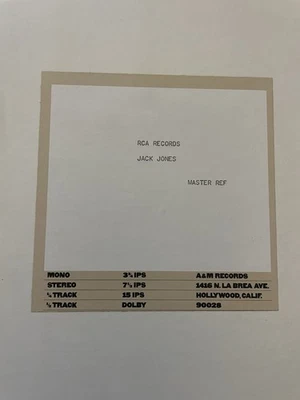 RCA RECORDS
JACK JONES
MASTER REF
MONO 3¾ IPS A&M RECORDS
STEREO 7½ IPS 1416 N. LA BREA AVE.
¼ TRACK 15 IPS HOLLYWOOD, CALIF.
½ TRACK DOLBY 90028